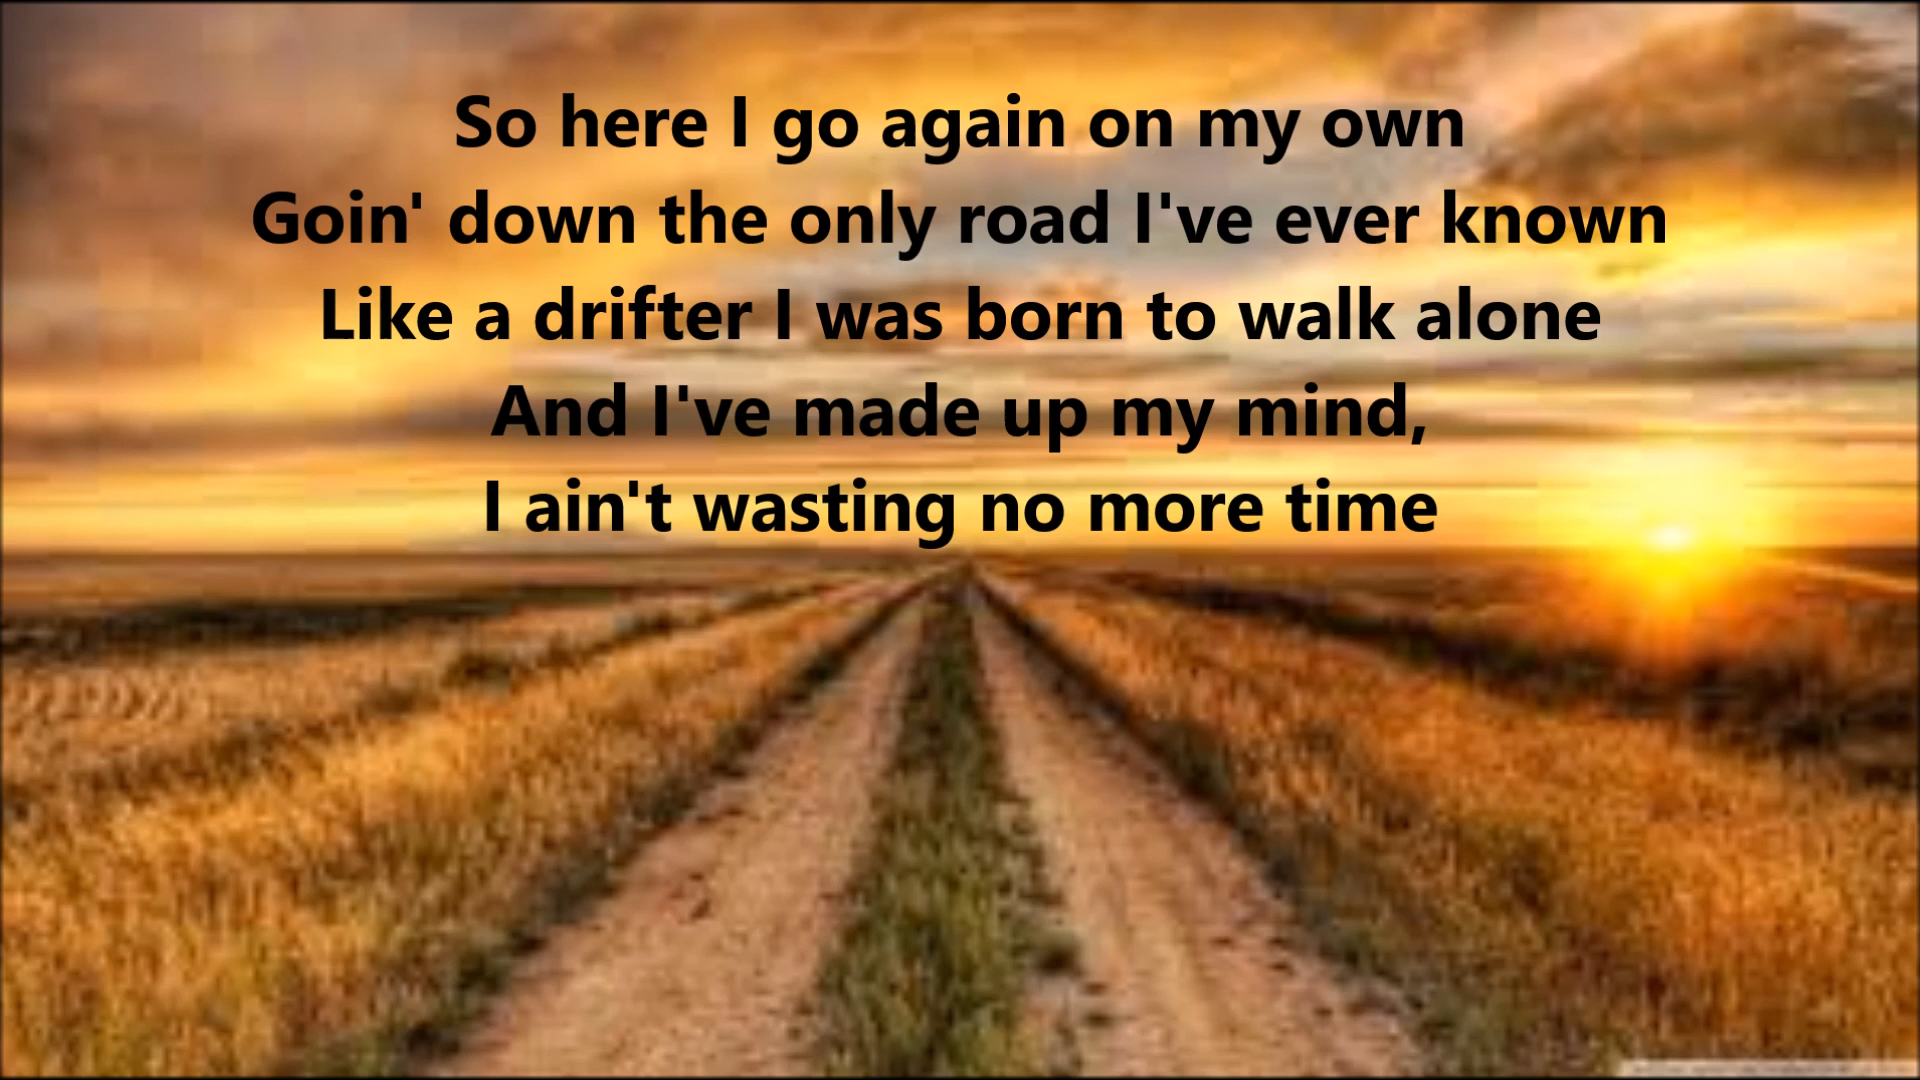 So here I go again on my own
Goin' down the only road I've ever known
Like a drifter I was born to walk alone
And I've made up my mind,
I ain't wasting no more time